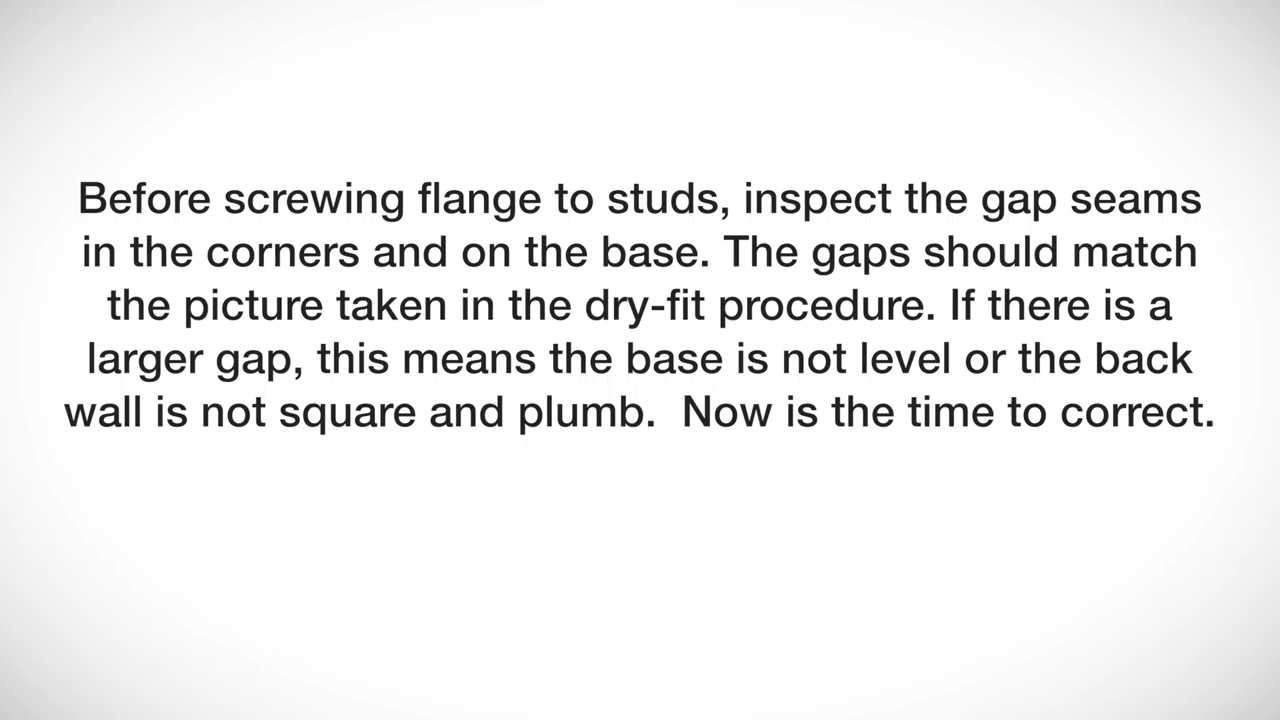 Before screwing flange to studs, inspect the gap seams
in the corners and on the base. The gaps should match
the picture taken in the dry-fit procedure. If there is a
larger gap, this means the base is not level or the back
wall is not square and plumb.  Now is the time to correct.